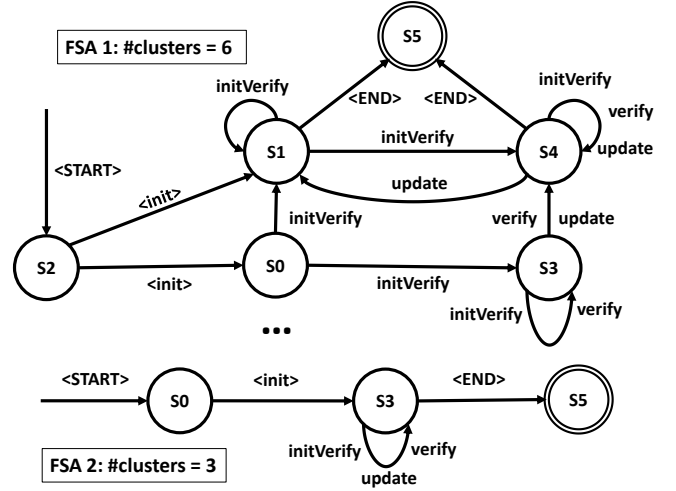 FSA 1: #clusters = 6
S5
initVerify
<END>
<END>
initVerify
verify
update
S1
initVerify
S4
<START>
<init>
update
initVerify
verify
update
S2
<init>
S0
initVerify
S3
initVerify
verify
...
<START>
<init>
<END>
S0
S3
S5
initVerify
verify
update
FSA 2: #clusters = 3